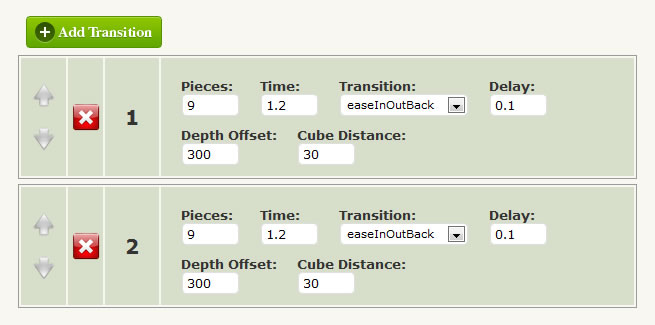 Add Transition
1
Pieces: Time: Transition: Delay:
9 1.2 easeInOutBack 0.1
Depth Offset: Cube Distance:
300 30
2
Pieces: Time: Transition: Delay:
9 1.2 easeInOutBack 0.1
Depth Offset: Cube Distance:
300 30